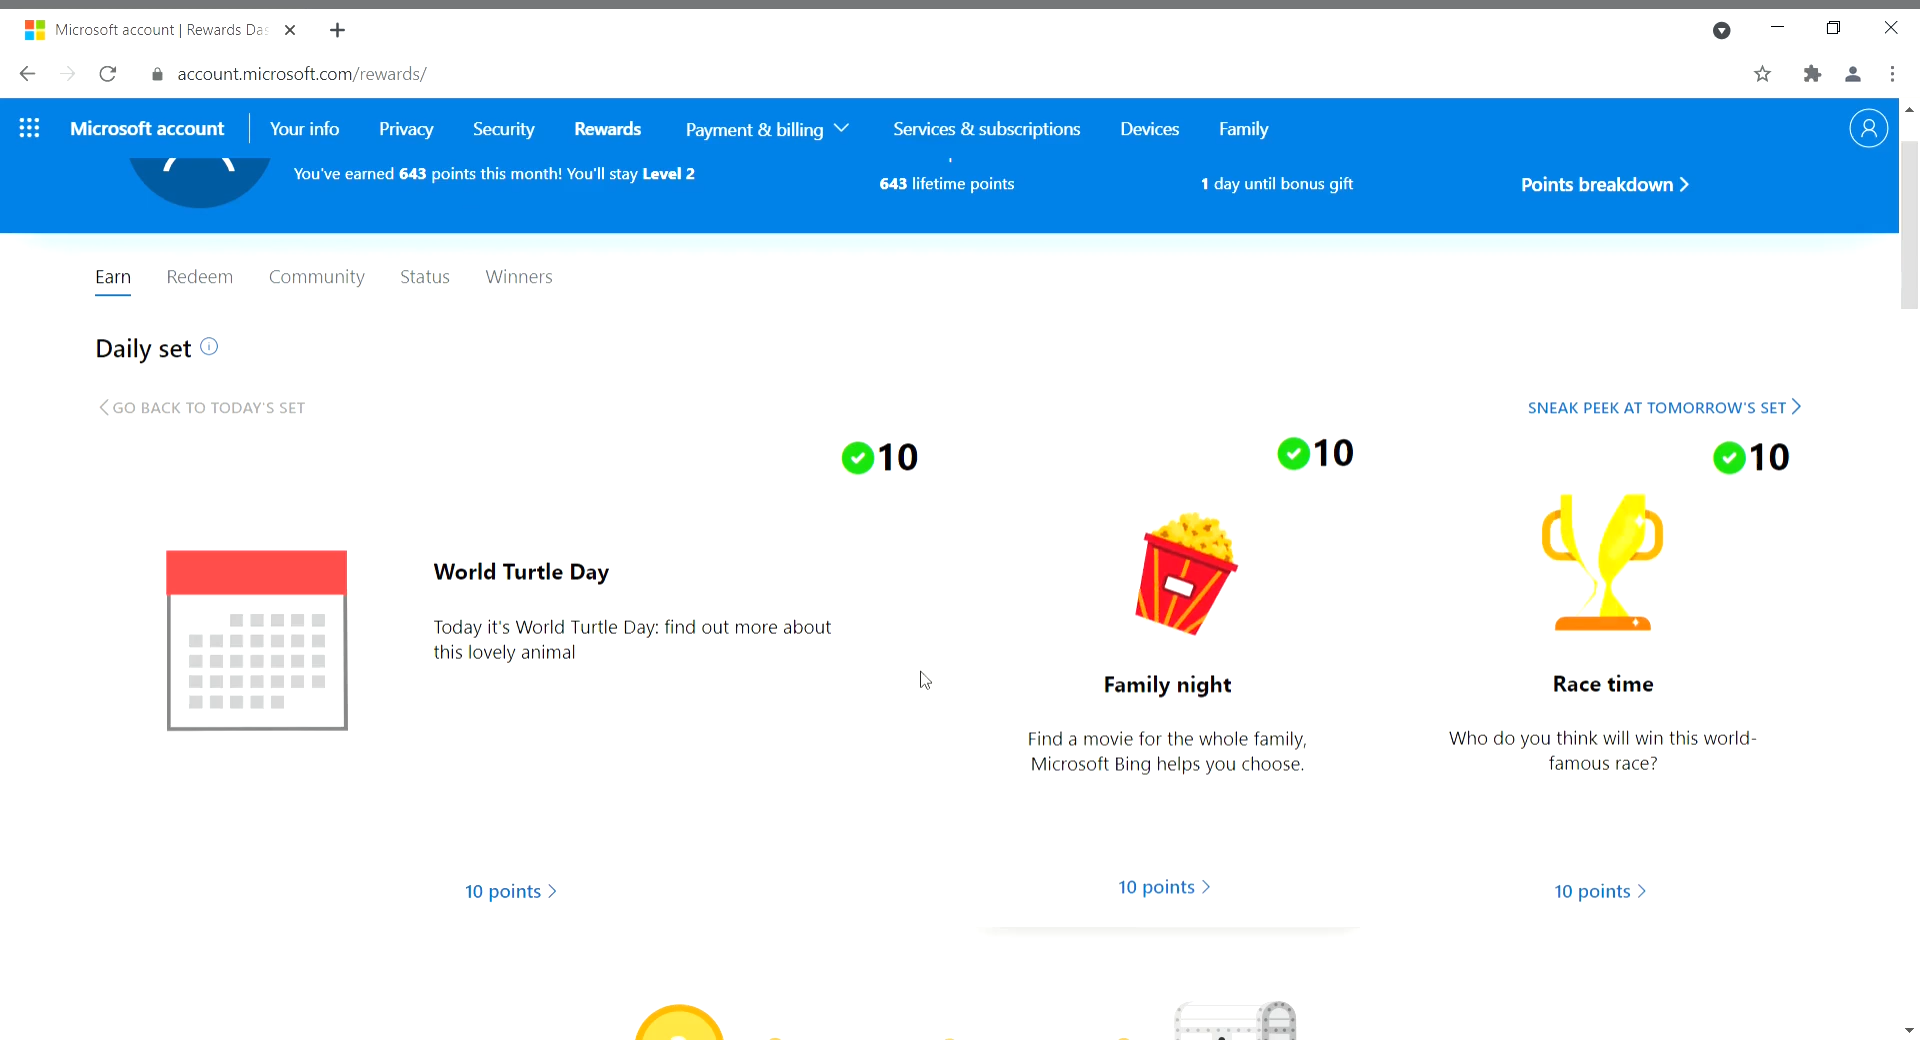 Microsoft account | Rewards Das
account.microsoft.com/rewards/
Microsoft account
Your info
Privacy
Security
Rewards
Payment & billing
Services & subscriptions
Devices
Family
You've earned 643 points this month! You'll stay Level 2
643 lifetime points
1 day until bonus gift
Points breakdown
Earn
Redeem
Community
Status
Winners
Daily set
GO BACK TO TODAY'S SET
SNEAK PEEK AT TOMORROW'S SET
10
10
10
World Turtle Day
Today it's World Turtle Day: find out more about
this lovely animal
10 points
Family night
Find a movie for the whole family,
Microsoft Bing helps you choose.
10 points
Race time
Who do you think will win this world-
famous race?
10 points